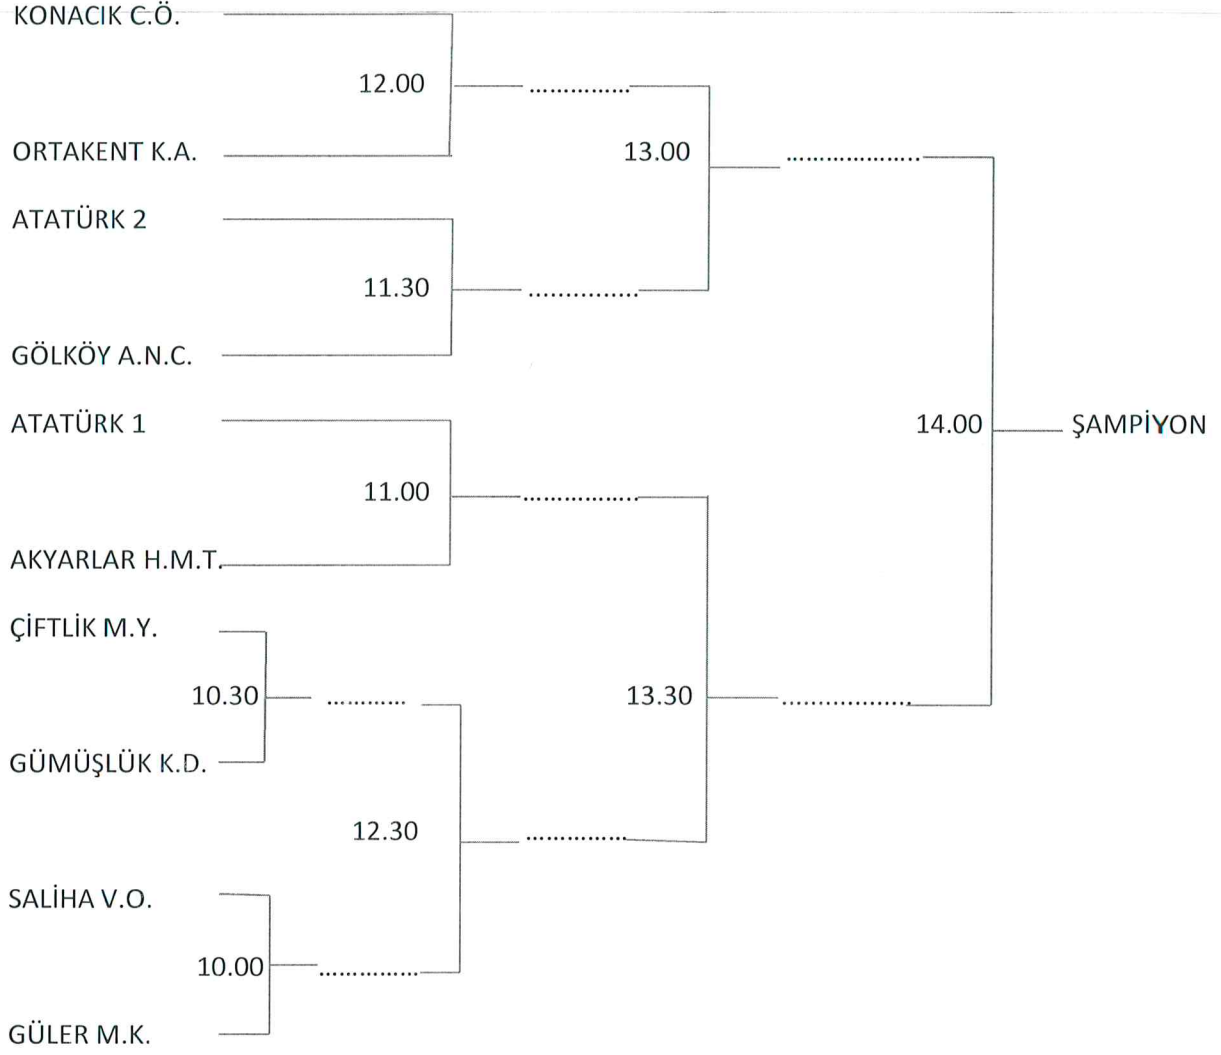 KONACIK C.Ö.
12.00
..............
ORTAKENT K.A.
13.00
...................
ATATÜRK 2
11.30
...............
GÖLKÖY A.N.C.
ATATÜRK 1
14.00
ŞAMPİYON
11.00
................
AKYARLAR H.M.T.
ÇİFTLİK M.Y.
10.30
...........
13.30
..................
GÜMÜŞLÜK K.D.
12.30
..............
SALİHA V.O.
10.00
..............
GÜLER M.K.